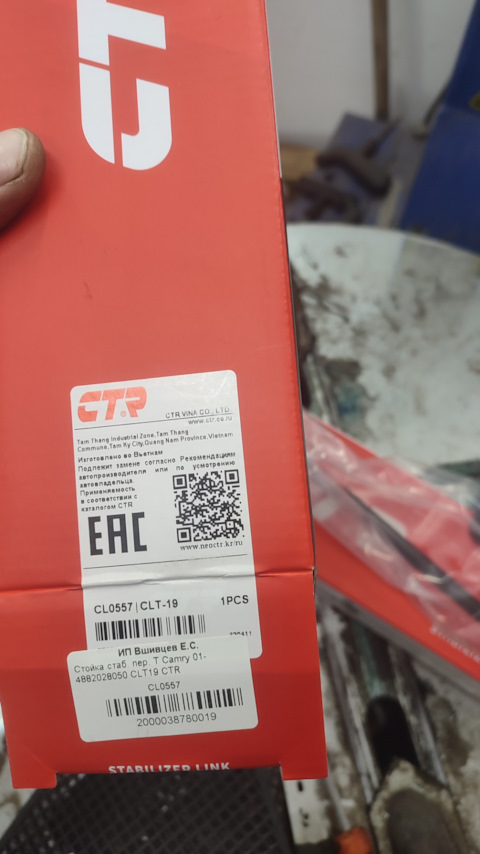 CTR
CTR
CTR VINA CO., LTD.
www.ctr.co.kr
Tam Thang Industrial Zone, Tam Thang
Commune, Tam Ky City, Quang Nam Province, Vietnam
Изготовлено во Вьетнам
Подлежит замене согласно Рекомендациям
автопроизводителя или по усмотрению
автовладельца
Применяемость
в соответствии с
каталогом CTR
EAC
www.neoctr.kr/ru
CL0557 | CLT-19 1PCS
ИП Вшивцев Е.С.
Стойка стаб. пер. T Camry 01-
4882028050 CLT19 CTR
CL0557
2000038780019
STABILIZER LINK